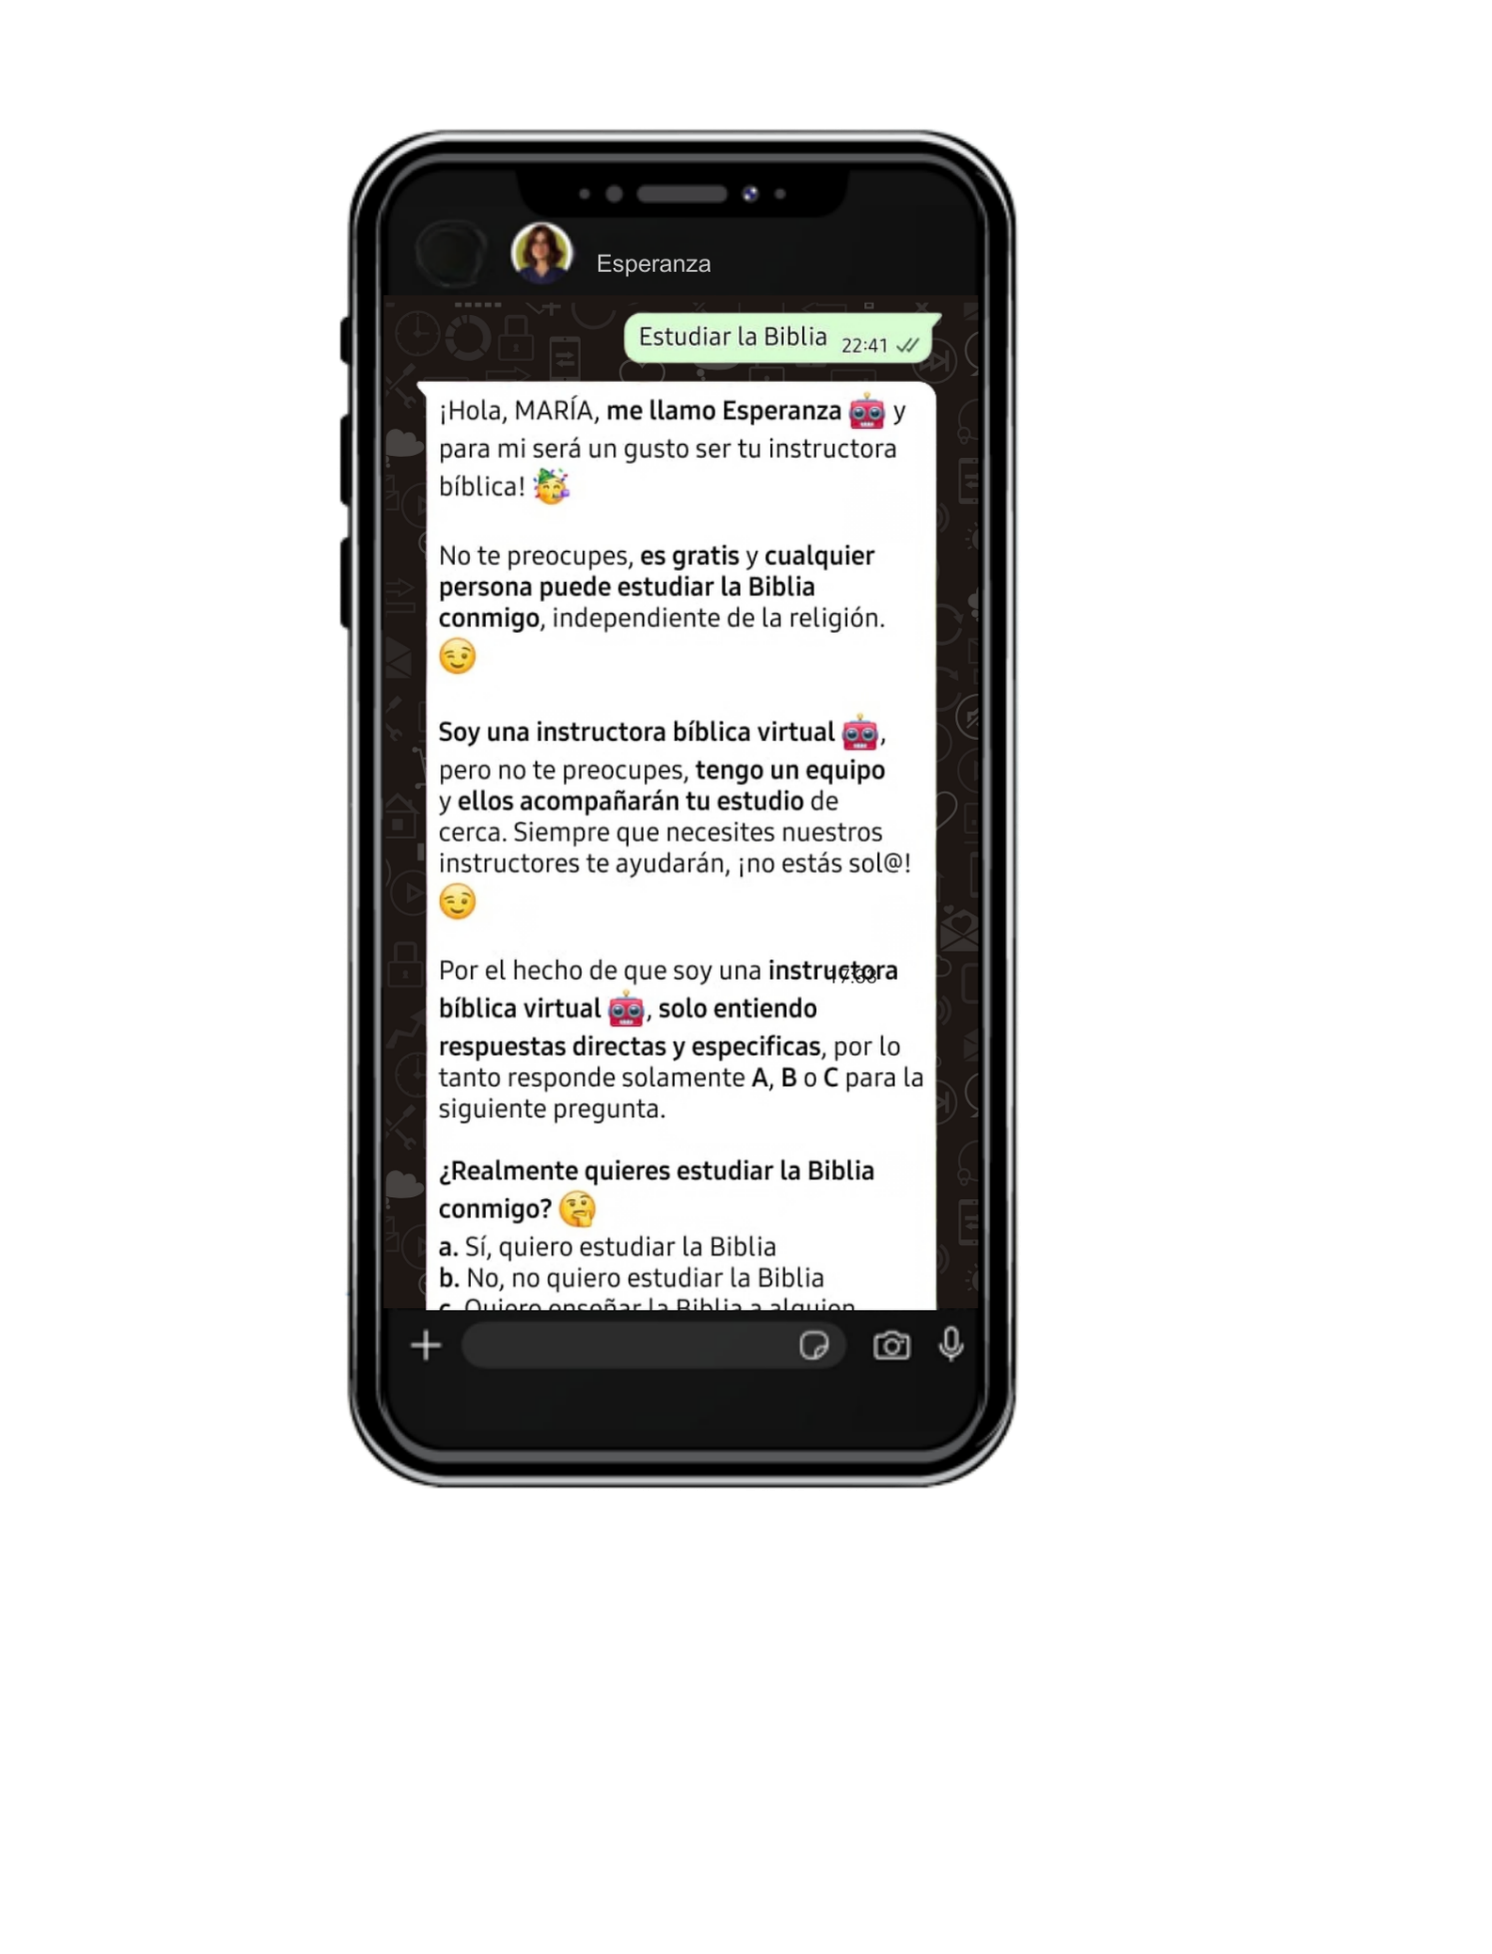 Esperanza
Estudiar la Biblia 22:41
¡Hola, MARÍA, me llamo Esperanza 🤖 y
para mi será un gusto ser tu instructora
bíblica! 🥳
No te preocupes, es gratis y cualquier
persona puede estudiar la Biblia
conmigo, independiente de la religión.
😉
Soy una instructora bíblica virtual 🤖,
pero no te preocupes, tengo un equipo
y ellos acompañarán tu estudio de
cerca. Siempre que necesites nuestros
instructores te ayudarán, ¡no estás sol@!
😉
Por el hecho de que soy una instructora
bíblica virtual 🤖, solo entiendo
respuestas directas y especificas, por lo
tanto responde solamente A, B o C para la
siguiente pregunta.
¿Realmente quieres estudiar la Biblia
conmigo? 🤔
a. Sí, quiero estudiar la Biblia
b. No, no quiero estudiar la Biblia
c. Quiero enseñar la Biblia a alguien